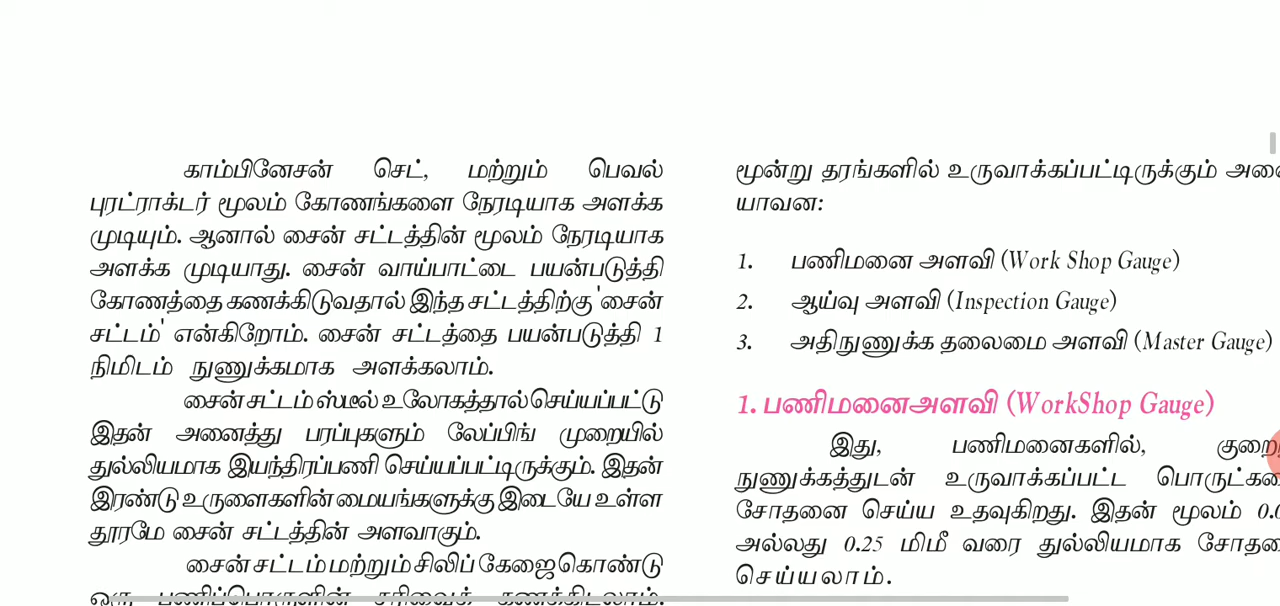 காம்பினேசன் செட், மற்றும் பெவல்
புரட்ராக்டர் மூலம் கோணங்களை நேரடியாக அளக்க
முடியும். ஆனால் சைன் சட்டத்தின் மூலம் நேரடியாக
அளக்க முடியாது. சைன் வாய்பாட்டை பயன்படுத்தி
கோணத்தை கணக்கிடுவதால் இந்த சட்டத்திற்கு 'சைன்
சட்டம்' என்கிறோம். சைன் சட்டத்தை பயன்படுத்தி 1
நிமிடம் நுணுக்கமாக அளக்கலாம்.
சைன் சட்டம் ஸ்டீல் உலோகத்தால் செய்யப்பட்டு
இதன் அனைத்து பரப்புகளும் லேப்பிங் முறையில்
துல்லியமாக இயந்திரப்பணி செய்யப்பட்டிருக்கும். இதன்
இரண்டு உருளைகளின் மையங்களுக்கு இடையே உள்ள
தூரமே சைன் சட்டத்தின் அளவாகும்.
சைன் சட்டம் மற்றும் சிலிப் கேஜை கொண்டு
ஒரு பணிப்பொருளின் சரிவைக் கணக்கிடலாம்.
மூன்று தரங்களில் உருவாக்கப்பட்டிருக்கும்
யாவன:
1. பணிமனை அளவி (Work Shop Gauge)
2. ஆய்வு அளவி (Inspection Gauge)
3. அதிநுணுக்க தலைமை அளவி (Master Gauge)
1. பணிமனைஅளவி (WorkShop Gauge)
இது, பணிமனைகளில்,
நுணுக்கத்துடன் உருவாக்கப்பட்ட
சோதனை செய்ய உதவுகிறது. இதன் மூலம்
அல்லது 0.25 மிமீ வரை துல்லியமாக
செய்யலாம்.